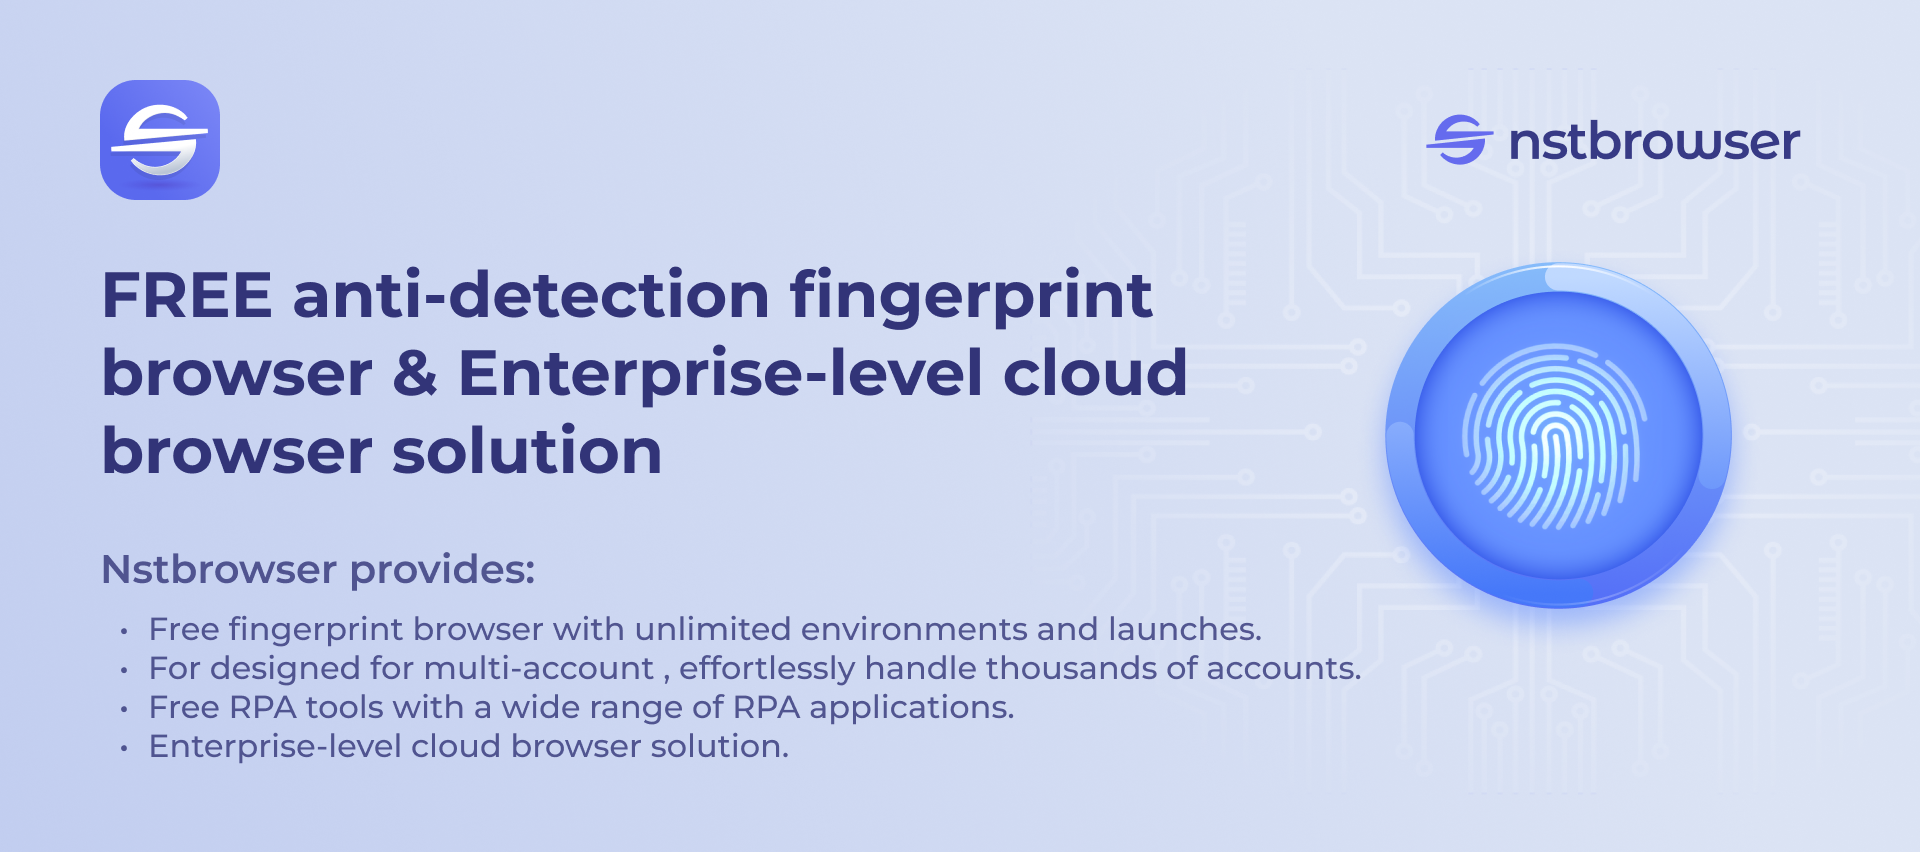 nstbrowser
FREE anti-detection fingerprint
browser & Enterprise-level cloud
browser solution
Nstbrowser provides:
• Free fingerprint browser with unlimited environments and launches.
• For designed for multi-account , effortlessly handle thousands of accounts.
• Free RPA tools with a wide range of RPA applications.
• Enterprise-level cloud browser solution.